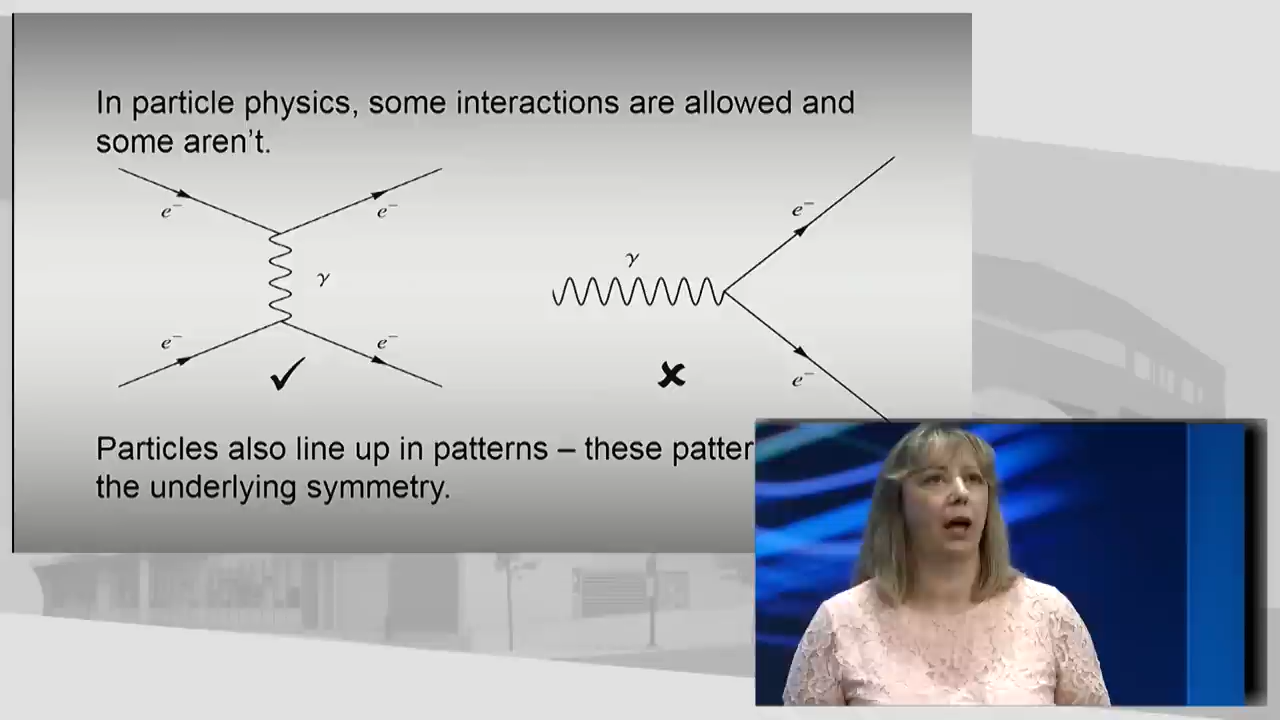 In particle physics, some interactions are allowed and
some aren't.
e⁻
e⁻
γ
e⁻
e⁻
✓
γ
e⁻
e⁻
✘
Particles also line up in patterns – these
the underlying symmetry.